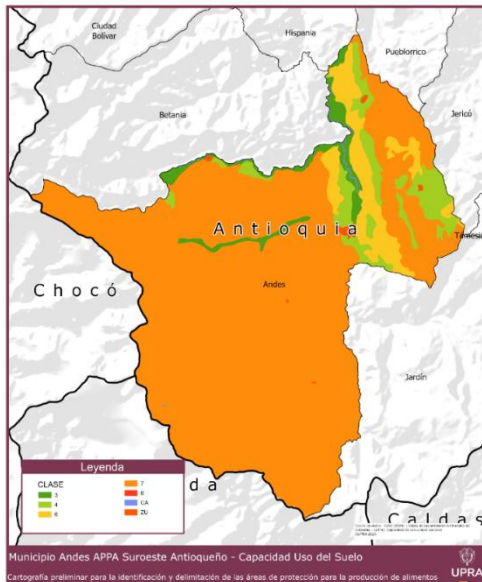 Ciudad
Bolívar
Hispania
Pueblorrico
Betania
Jericó
Antioquia
Támesis
Chocó
Andes
Jardín
da
Caldas
Leyenda
CLASE
3
4
6
7
8
CA
ZU
Municipio Andes APPA Suroeste Antioqueño - Capacidad Uso del Suelo
Cartografía preliminar para la identificación y delimitación de las áreas de protección para la producción de alimentos
UPRA